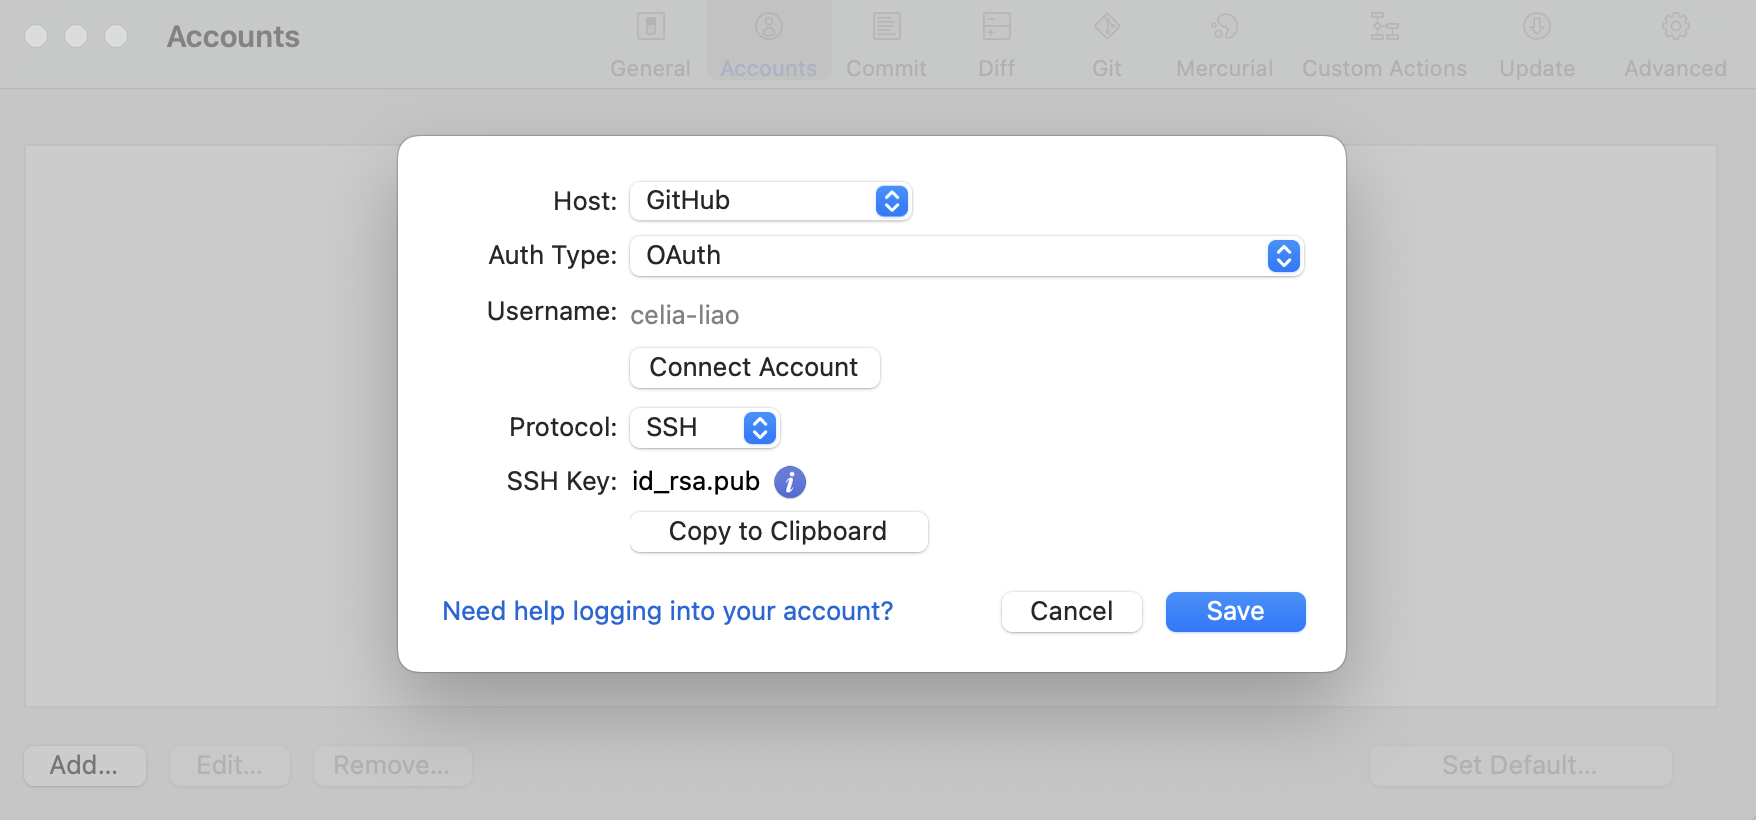 Accounts
General
Accounts
Commit
Diff
Git
Mercurial
Custom Actions
Update
Advanced
Host: GitHub
Auth Type: OAuth
Username: celia-liao
Connect Account
Protocol: SSH
SSH Key: id_rsa.pub i
Copy to Clipboard
Need help logging into your account?
Cancel
Save
Add...
Edit...
Remove...
Set Default...